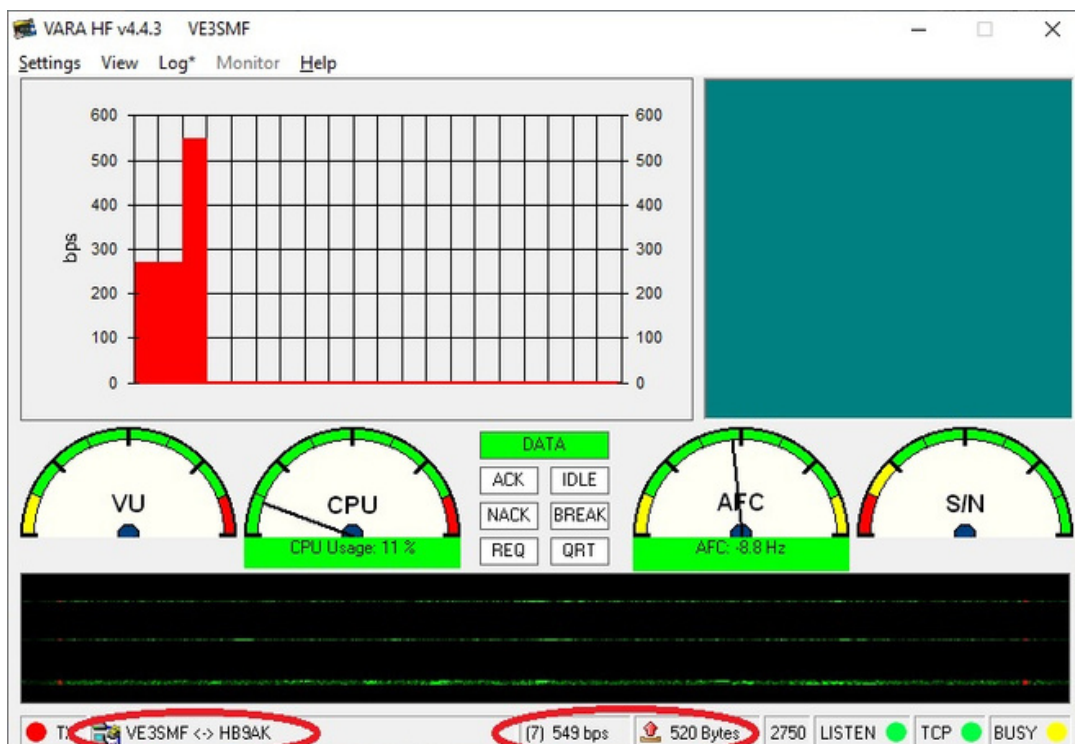 VARA HF v4.4.3 VE3SMF
Settings View Log* Monitor Help
600 600
500 500
400 400
300 300
200 200
100 100
0 0
bps
VU
CPU
CPU Usage: 11 %
DATA
ACK IDLE
NACK BREAK
REQ QRT
AFC
AFC: -8.8 Hz
S/N
VE3SMF <-> HB9AK (7) 549 bps 520 Bytes 2750 LISTEN TCP BUSY